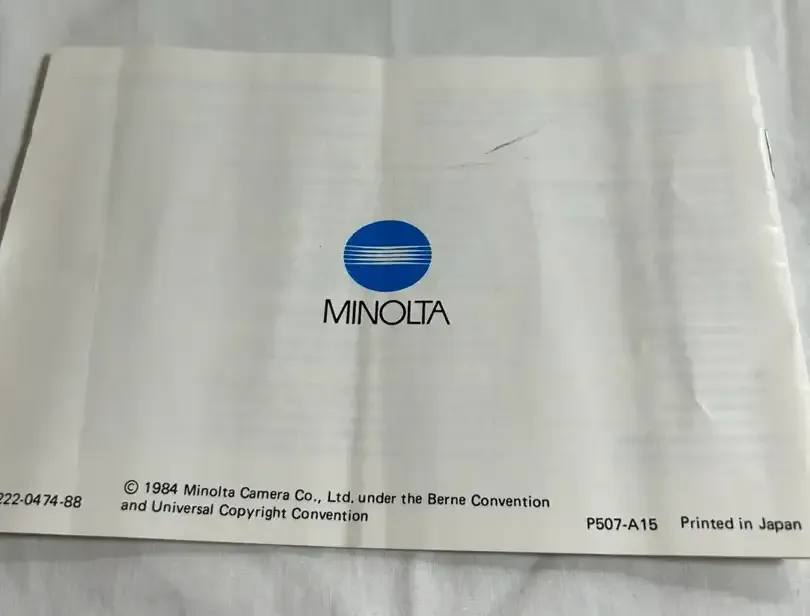 MINOLTA
222-0474-88
© 1984 Minolta Camera Co., Ltd. under the Berne Convention
and Universal Copyright Convention
P507-A15 Printed in Japan